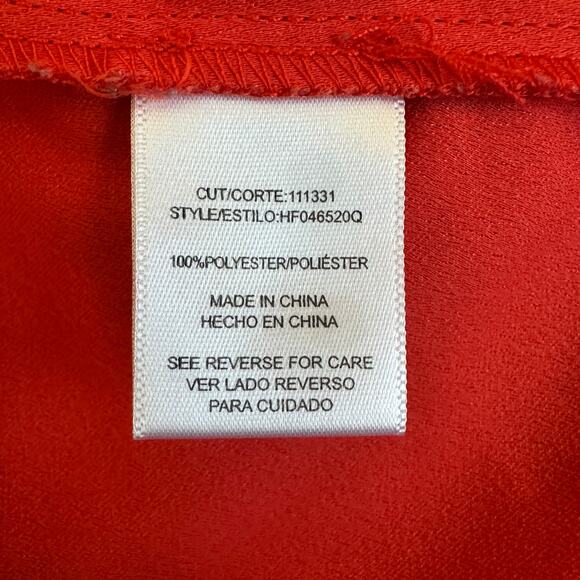 CUT/CORTE:111331
STYLE/ESTILO:HF046520Q
100%POLYESTER/POLIÉSTER
MADE IN CHINA
HECHO EN CHINA
SEE REVERSE FOR CARE
VER LADO REVERSO
PARA CUIDADO